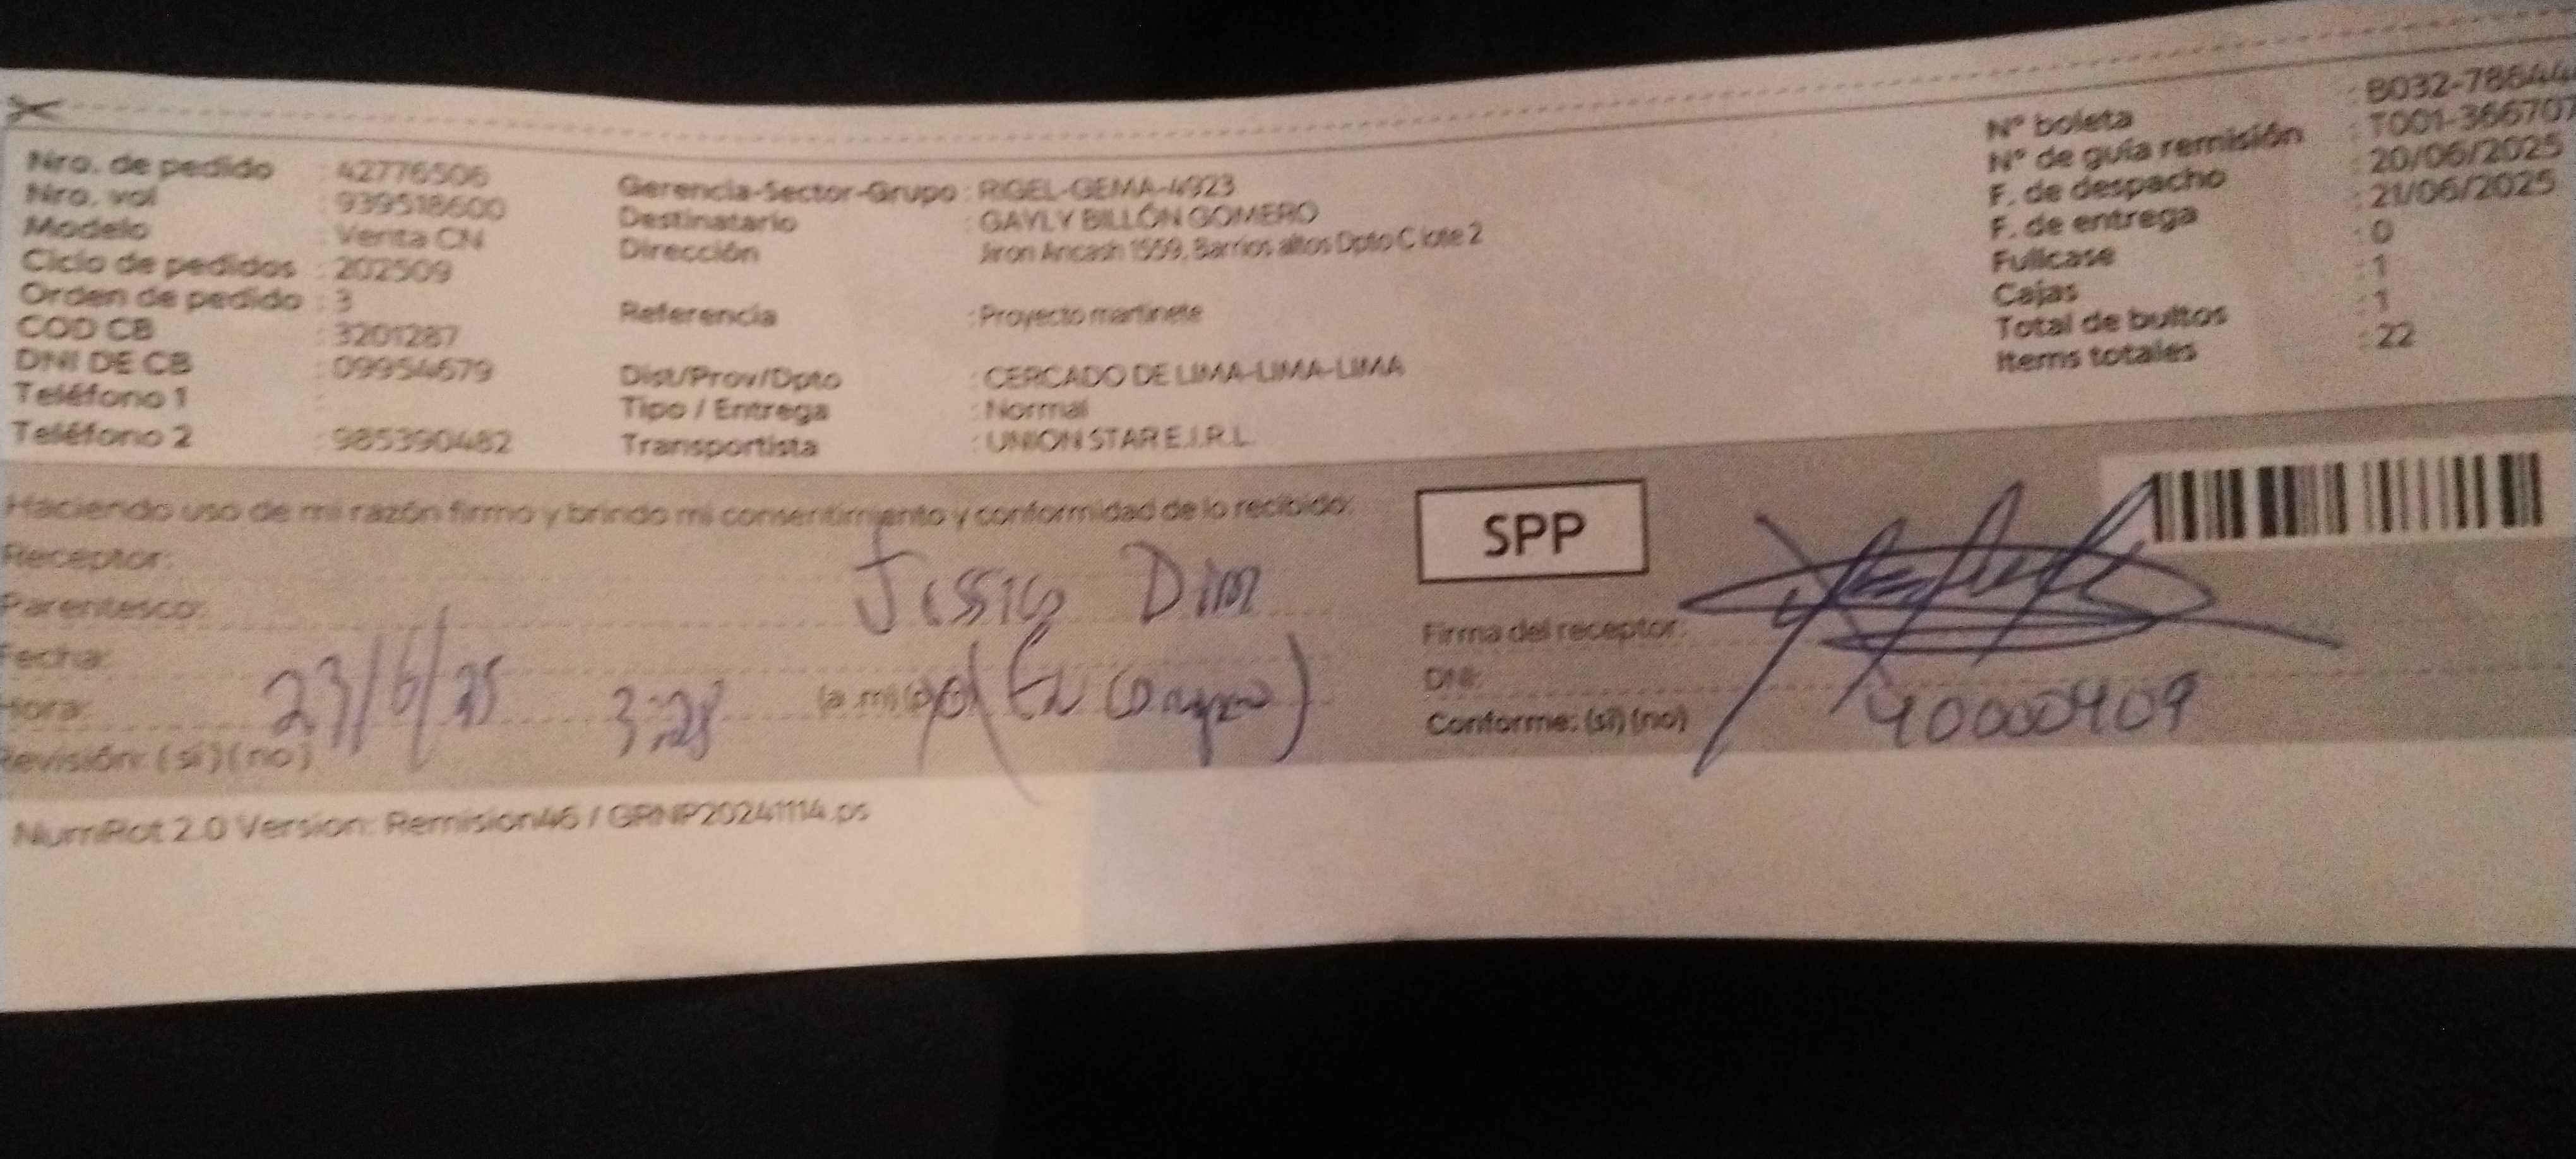 Nro. de pedido : 42776506
Nro. vol : 939518600
Modelo : Venta CN
Ciclo de pedidos : 202509
Orden de pedido : 3
COD CB : 3201287
DNI DE CB : 09954679
Teléfono 1 :
Teléfono 2 : 985390482
Gerencia-Sector-Grupo : RIGEL-GEMA-4923
Destinatario : GAYLY BILLÓN GOMERO
Dirección : Jiron Ancash 1559, Barrios altos Dpto C lote 2
Referencia : Proyecto martinete
Dist/Prov/Dpto : CERCADO DE LIMA-LIMA-LIMA
Tipo / Entrega : Normal
Transportista : UNION STAR E.I.R.L.
N° boleta : B032-7864
N° de guía remisión : T001-366707
F. de despacho : 20/06/2025
F. de entrega : 21/06/2025
Fullcase : 0
Cajas : 1
Total de bultos : 1
Items totales : 22
Haciendo uso de mi razón firmo y brindo mi consentimiento y conformidad de lo recibido:
Receptor:
Parentesco:
Fecha: 23/6/25
Hora: 3:28 (a.m)
Revisión: (sí) (no)
Jessica
SPP
Firma del receptor:
DNI: 40000409
Conforme: (sí) (no)
NumRot 2.0 Version: Remision46 / GRNP20241114.ps